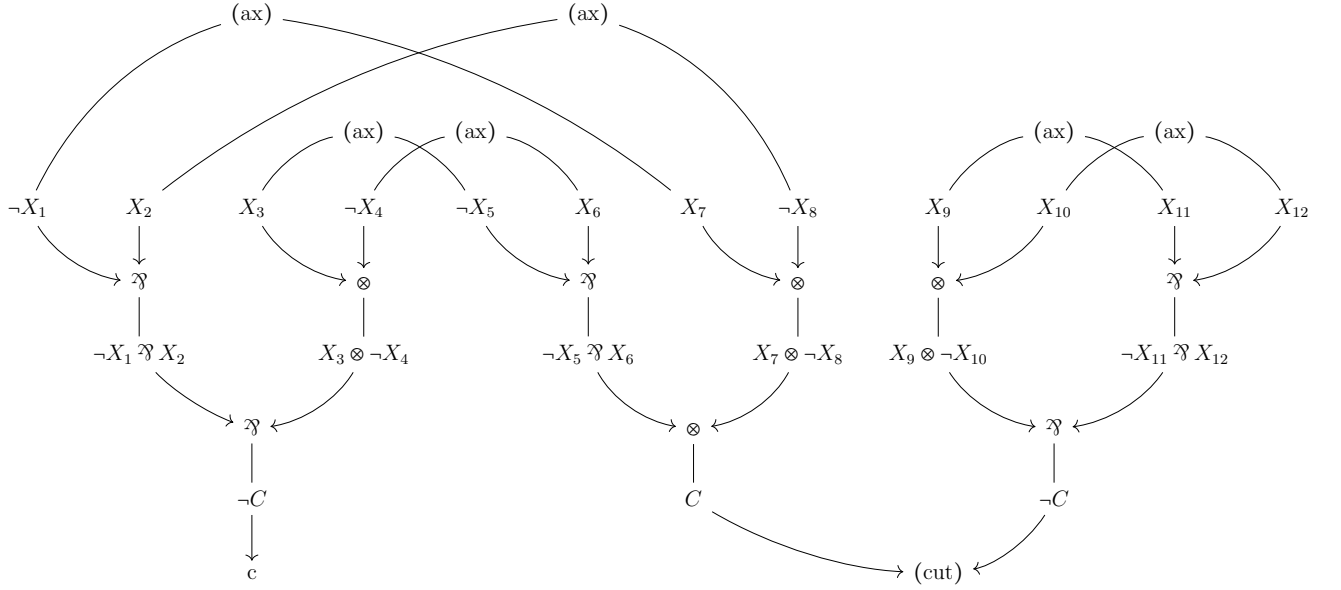 (ax) (ax)
(ax) (ax) (ax) (ax)
¬X₁ X₂ X₃ ¬X₄ ¬X₅ X₆ X₇ ¬X₈ X₉ X₁₀ X₁₁ X₁₂
⅋ ⊗ ⅋ ⊗ ⊗ ⅋
¬X₁ ⅋ X₂ X₃ ⊗ ¬X₄ ¬X₅ ⅋ X₆ X₇ ⊗ ¬X₈ X₉ ⊗ ¬X₁₀ ¬X₁₁ ⅋ X₁₂
⅋ ⊗ ⅋
¬C C ¬C
c (cut)